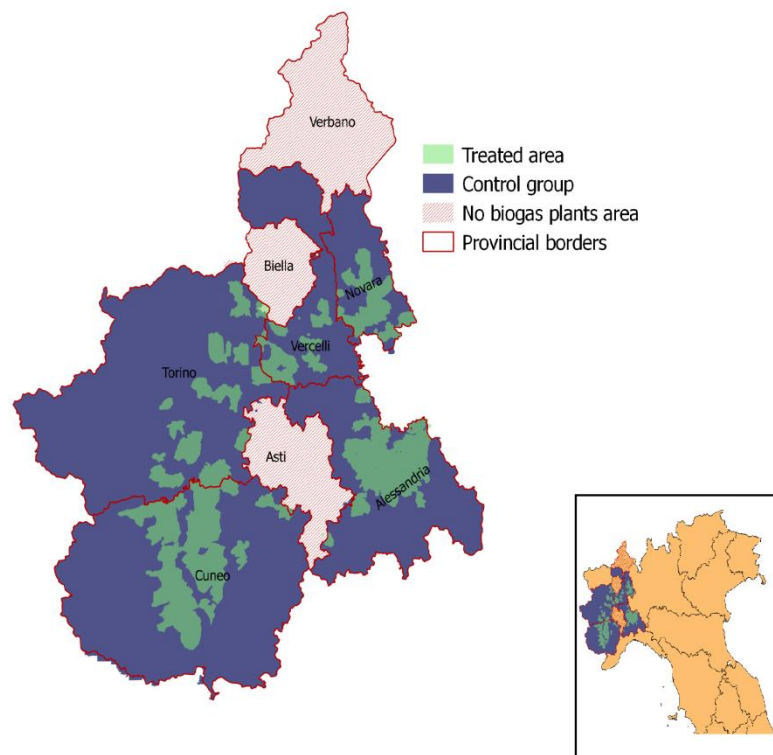 Verbano
Treated area
Control group
No biogas plants area
Provincial borders
Biella
Novara
Vercelli
Torino
Asti
Alessandria
Cuneo